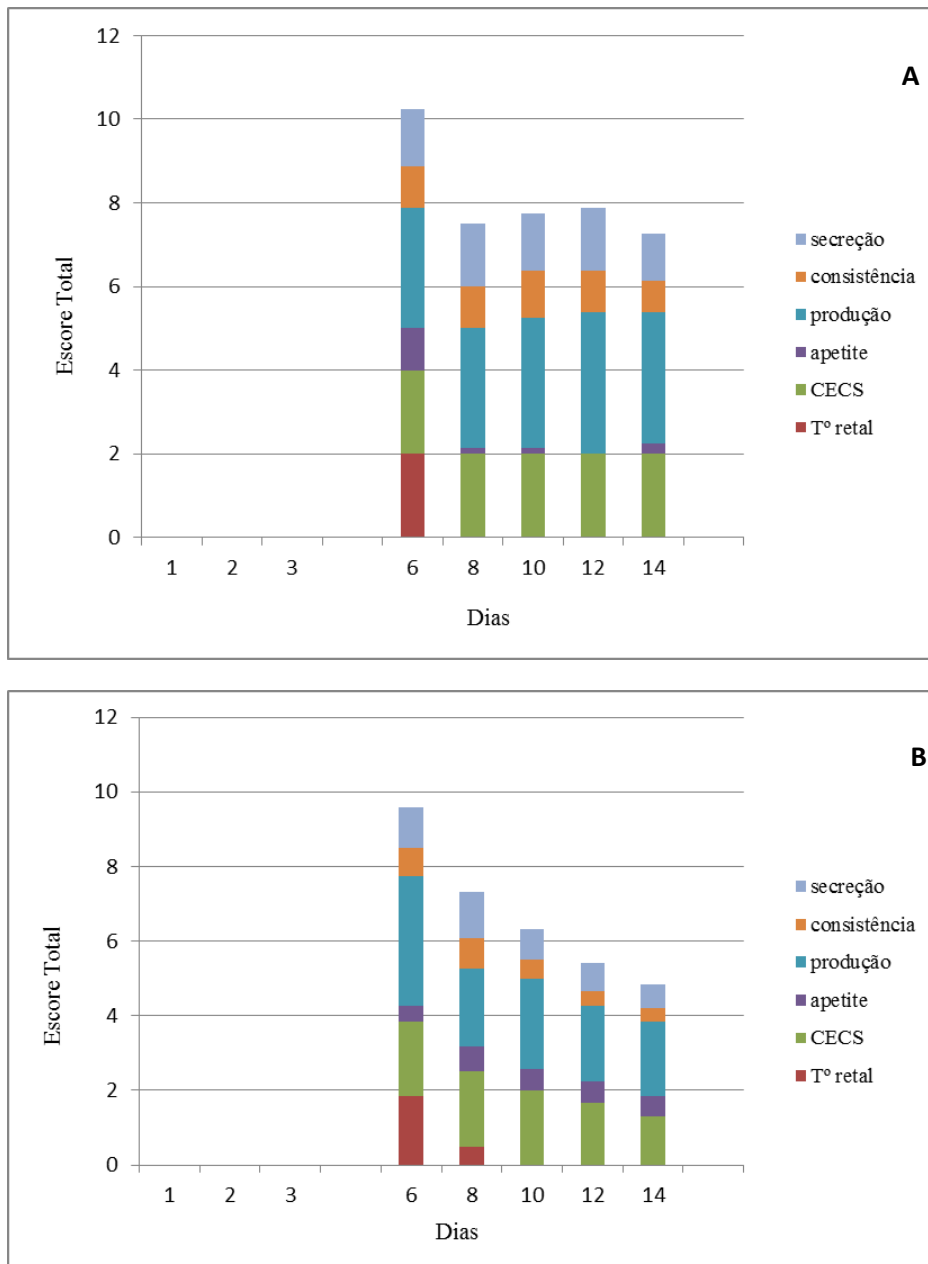 A
12
10
8
6
4
2
0
Escore Total
1 2 3 6 8 10 12 14
Dias
secreção
consistência
produção
apetite
CECS
Tº retal
B
12
10
8
6
4
2
0
Escore Total
1 2 3 6 8 10 12 14
Dias
secreção
consistência
produção
apetite
CECS
Tº retal